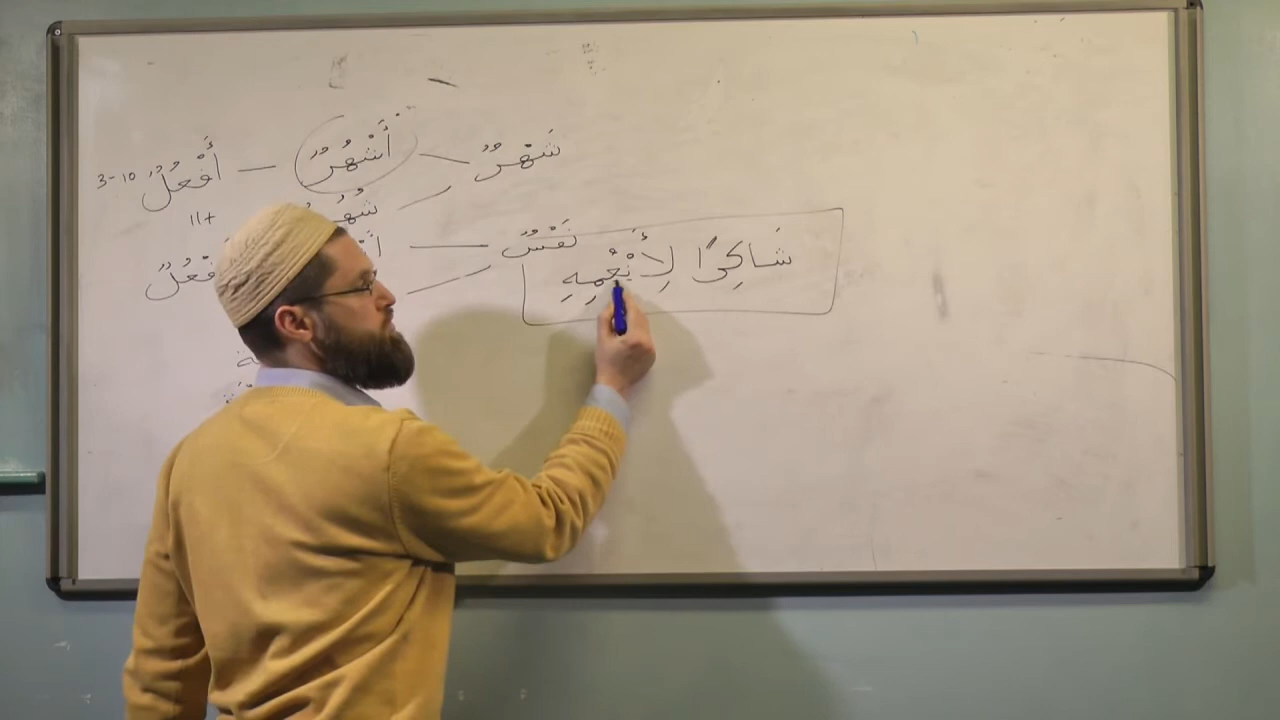 شَهْرٌ — أَشْهُرٌ — أَفْعُلٌ 3-10
شُهُ 11+
نَفْسٌ — أَنْ فْعُلٌ
شَاكِرًا لِأَنْعُمِهِ